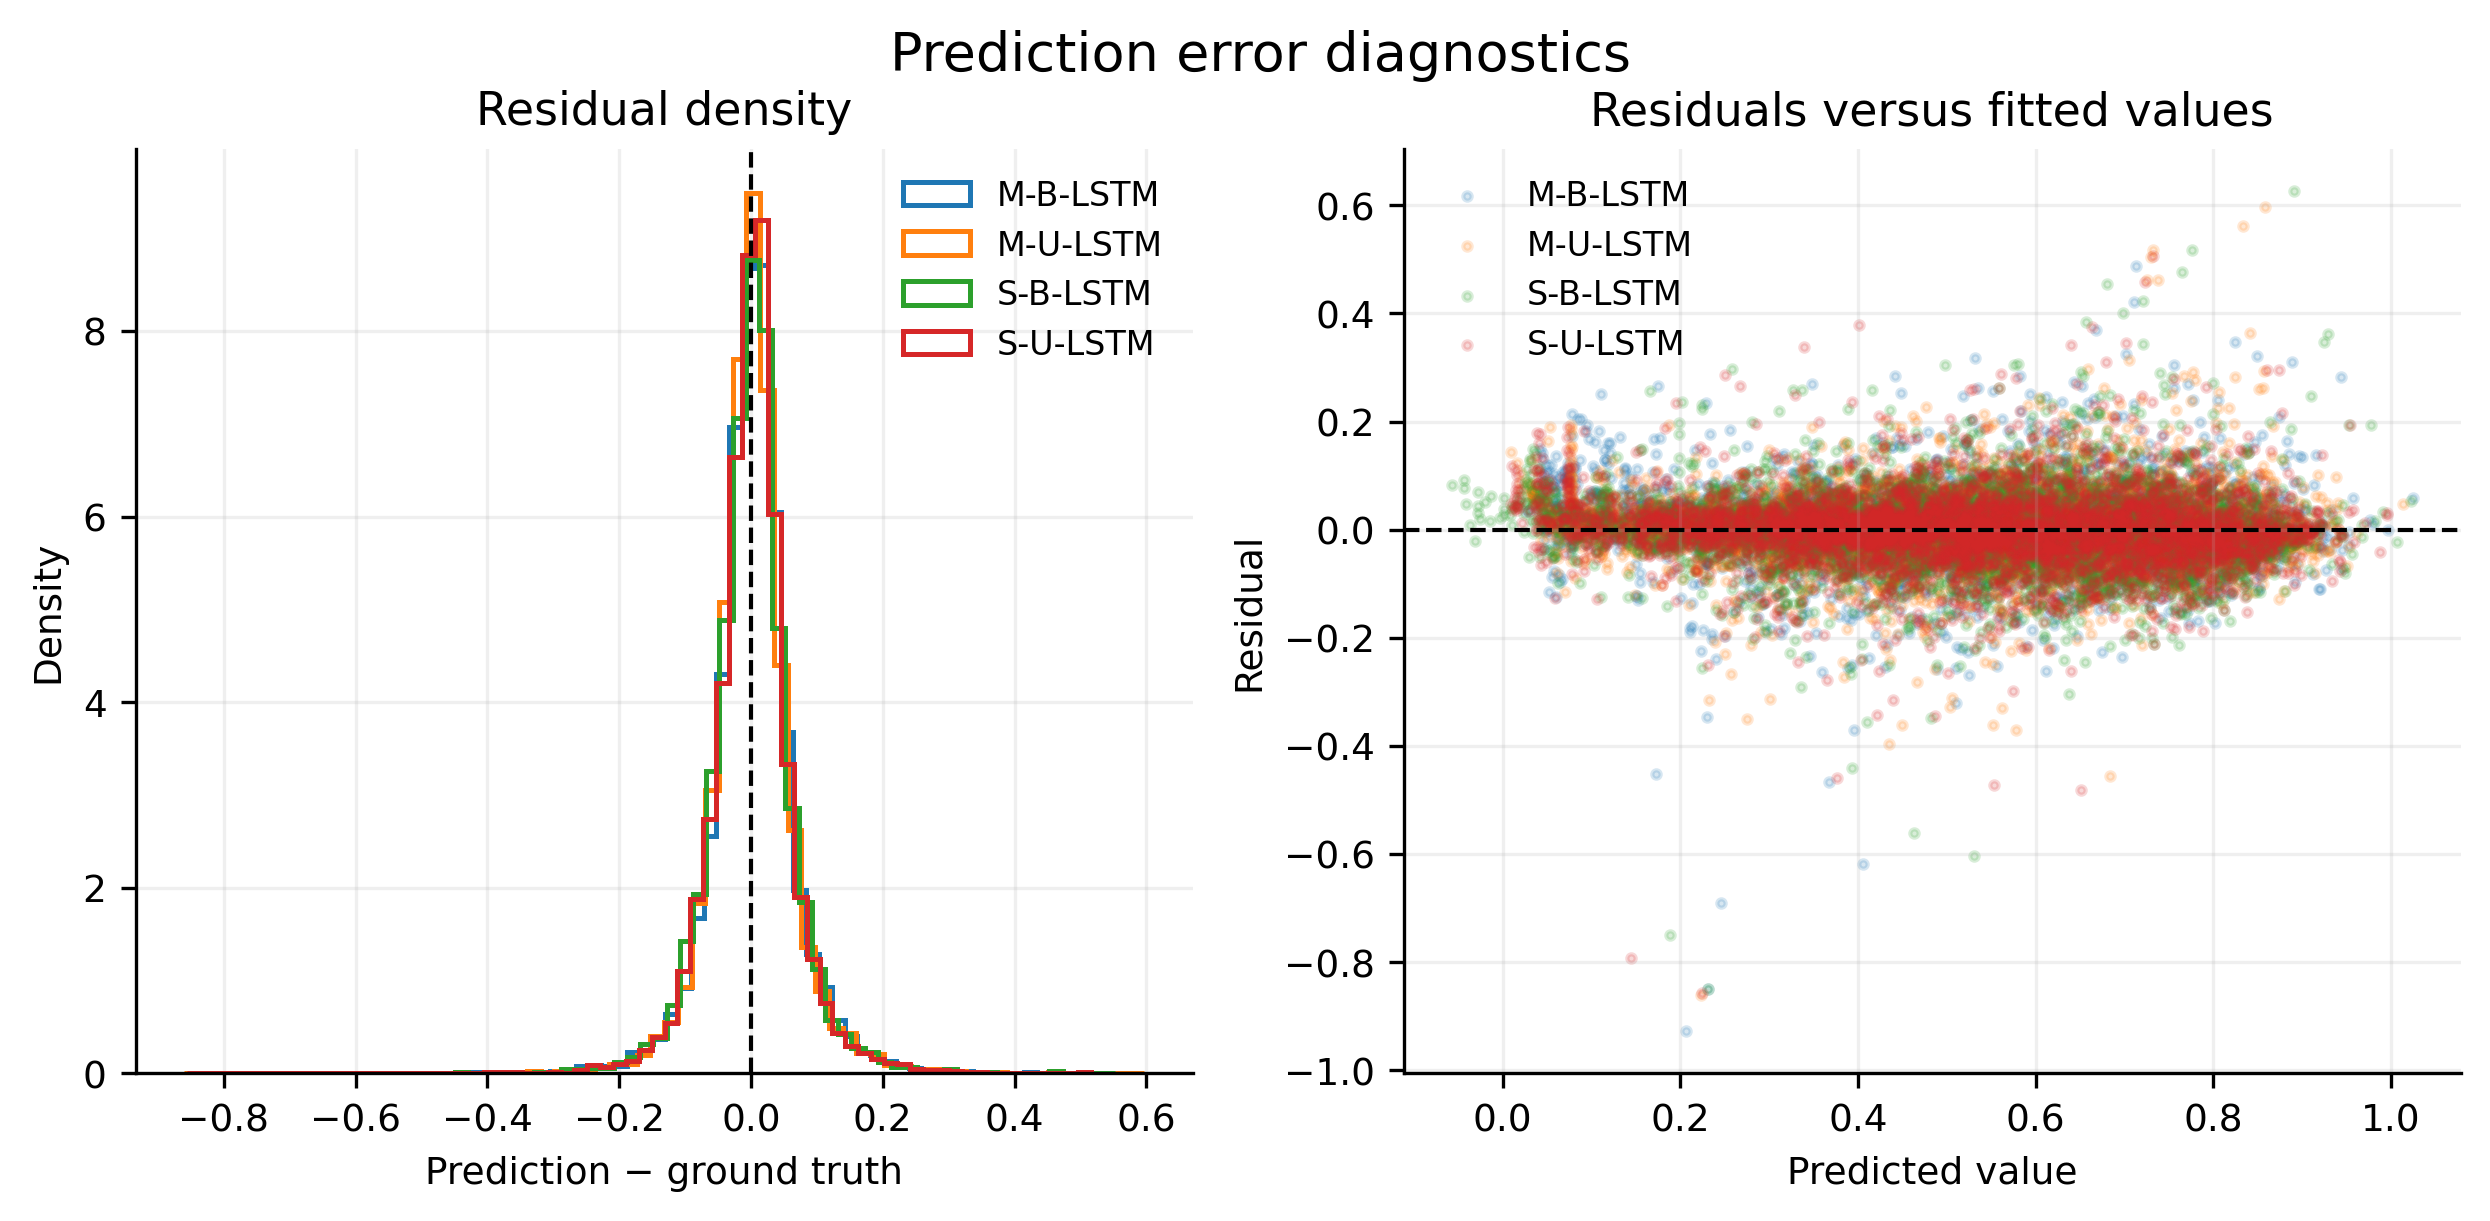 Prediction error diagnostics
Residual density
Density
8
6
4
2
0
−0.8
−0.6
−0.4
−0.2
0.0
0.2
0.4
0.6
Prediction − ground truth
M-B-LSTM
M-U-LSTM
S-B-LSTM
S-U-LSTM
Residuals versus fitted values
Residual
0.6
0.4
0.2
0.0
−0.2
−0.4
−0.6
−0.8
−1.0
0.0
0.2
0.4
0.6
0.8
1.0
Predicted value
M-B-LSTM
M-U-LSTM
S-B-LSTM
S-U-LSTM